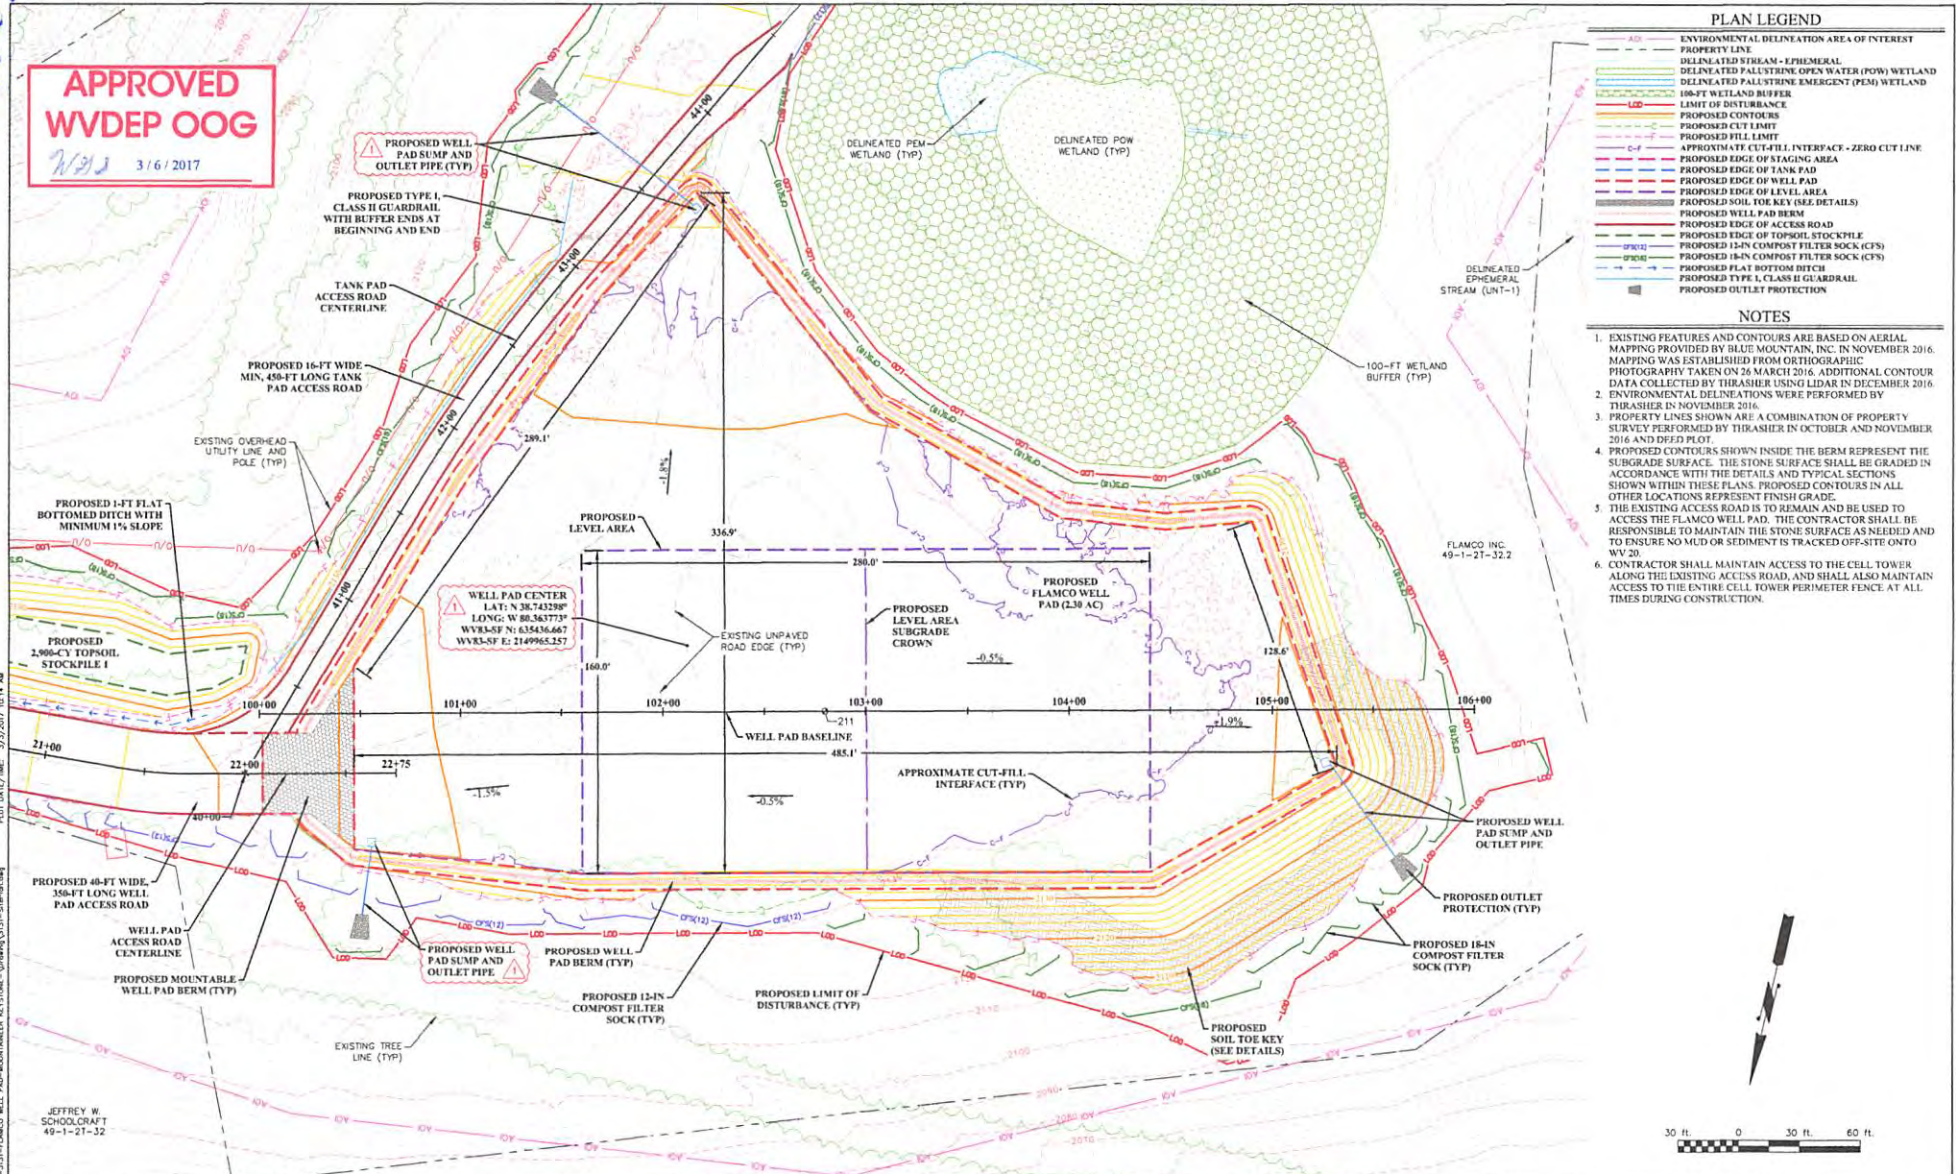 APPROVED
WVDEP OOG
3/6/2017
PLAN LEGEND
AOI ENVIRONMENTAL DELINEATION AREA OF INTEREST
PROPERTY LINE
DELINEATED STREAM - EPHEMERAL
DELINEATED PALUSTRINE OPEN WATER (POW) WETLAND
DELINEATED PALUSTRINE EMERGENT (PEM) WETLAND
100-FT WETLAND BUFFER
LOD LIMIT OF DISTURBANCE
PROPOSED CONTOURS
C PROPOSED CUT LIMIT
F PROPOSED FILL LIMIT
C-F APPROXIMATE CUT-FILL INTERFACE - ZERO CUT LINE
PROPOSED EDGE OF STAGING AREA
PROPOSED EDGE OF TANK PAD
PROPOSED EDGE OF WELL PAD
PROPOSED EDGE OF LEVEL AREA
PROPOSED SOIL TOE KEY (SEE DETAILS)
PROPOSED WELL PAD BERM
PROPOSED EDGE OF ACCESS ROAD
PROPOSED EDGE OF TOPSOIL STOCKPILE
CFS(12) PROPOSED 12-IN COMPOST FILTER SOCK (CFS)
CFS(18) PROPOSED 18-IN COMPOST FILTER SOCK (CFS)
PROPOSED FLAT BOTTOM DITCH
PROPOSED TYPE I, CLASS II GUARDRAIL
PROPOSED OUTLET PROTECTION
NOTES
1. EXISTING FEATURES AND CONTOURS ARE BASED ON AERIAL
MAPPING PROVIDED BY BLUE MOUNTAIN, INC. IN NOVEMBER 2016.
MAPPING WAS ESTABLISHED FROM ORTHOGRAPHIC
PHOTOGRAPHY TAKEN ON 26 MARCH 2016. ADDITIONAL CONTOUR
DATA COLLECTED BY THRASHER USING LIDAR IN DECEMBER 2016.
2. ENVIRONMENTAL DELINEATIONS WERE PERFORMED BY
THRASHER IN NOVEMBER 2016.
3. PROPERTY LINES SHOWN ARE A COMBINATION OF PROPERTY
SURVEY PERFORMED BY THRASHER IN OCTOBER AND NOVEMBER
2016 AND DEED PLOT.
4. PROPOSED CONTOURS SHOWN INSIDE THE BERM REPRESENT THE
SUBGRADE SURFACE. THE STONE SURFACE SHALL BE GRADED IN
ACCORDANCE WITH THE DETAILS AND TYPICAL SECTIONS
SHOWN WITHIN THESE PLANS. PROPOSED CONTOURS IN ALL
OTHER LOCATIONS REPRESENT FINISH GRADE.
5. THE EXISTING ACCESS ROAD IS TO REMAIN AND BE USED TO
ACCESS THE FLAMCO WELL PAD. THE CONTRACTOR SHALL BE
RESPONSIBLE TO MAINTAIN THE STONE SURFACE AS NEEDED AND
TO ENSURE NO MUD OR SEDIMENT IS TRACKED OFF-SITE ONTO
WV 20.
6. CONTRACTOR SHALL MAINTAIN ACCESS TO THE CELL TOWER
ALONG THE EXISTING ACCESS ROAD, AND SHALL ALSO MAINTAIN
ACCESS TO THE ENTIRE CELL TOWER PERIMETER FENCE AT ALL
TIMES DURING CONSTRUCTION.
PROPOSED WELL
PAD SUMP AND
OUTLET PIPE (TYP)
PROPOSED TYPE I,
CLASS II GUARDRAIL
WITH BUFFER ENDS AT
BEGINNING AND END
TANK PAD
ACCESS ROAD
CENTERLINE
PROPOSED 16-FT WIDE
MIN, 450-FT LONG TANK
PAD ACCESS ROAD
EXISTING OVERHEAD
UTILITY LINE AND
POLE (TYP)
PROPOSED 1-FT FLAT
BOTTOMED DITCH WITH
MINIMUM 1% SLOPE
PROPOSED
2,900-CY TOPSOIL
STOCKPILE 1
DELINEATED PEM
WETLAND (TYP)
DELINEATED POW
WETLAND (TYP)
DELINEATED
EPHEMERAL
STREAM (UNT-1)
100-FT WETLAND
BUFFER (TYP)
FLAMCO INC.
49-1-2T-32.2
44+00
43+00
42+00
41+00
40+00
289.1'
-1.8%
336.9'
PROPOSED
LEVEL AREA
280.0'
WELL PAD CENTER
LAT: N 38.743298°
LONG: W 80.363773°
WV83-SF N: 635436.667
WV83-SF E: 2149965.257
EXISTING UNPAVED
ROAD EDGE (TYP)
PROPOSED
LEVEL AREA
SUBGRADE
CROWN
PROPOSED
FLAMCO WELL
PAD (2.30 AC)
-0.5%
128.6'
160.0'
100+00
101+00
102+00
103+00
104+00
105+00
106+00
211
-1.9%
WELL PAD BASELINE
485.1'
21+00
22+00
22+75
-1.5%
-0.5%
APPROXIMATE CUT-FILL
INTERFACE (TYP)
PROPOSED WELL
PAD SUMP AND
OUTLET PIPE
PROPOSED OUTLET
PROTECTION (TYP)
PROPOSED 18-IN
COMPOST FILTER
SOCK (TYP)
PROPOSED 40-FT WIDE,
350-FT LONG WELL
PAD ACCESS ROAD
WELL PAD
ACCESS ROAD
CENTERLINE
PROPOSED MOUNTABLE
WELL PAD BERM (TYP)
PROPOSED WELL
PAD SUMP AND
OUTLET PIPE
PROPOSED WELL
PAD BERM (TYP)
PROPOSED 12-IN
COMPOST FILTER
SOCK (TYP)
PROPOSED LIMIT OF
DISTURBANCE (TYP)
PROPOSED
SOIL TOE KEY
(SEE DETAILS)
EXISTING TREE
LINE (TYP)
JEFFREY W.
SCHOOLCRAFT
49-1-2T-32
2120
2110
2100
2090
2080
2070
30 ft. 0 30 ft. 60 ft.